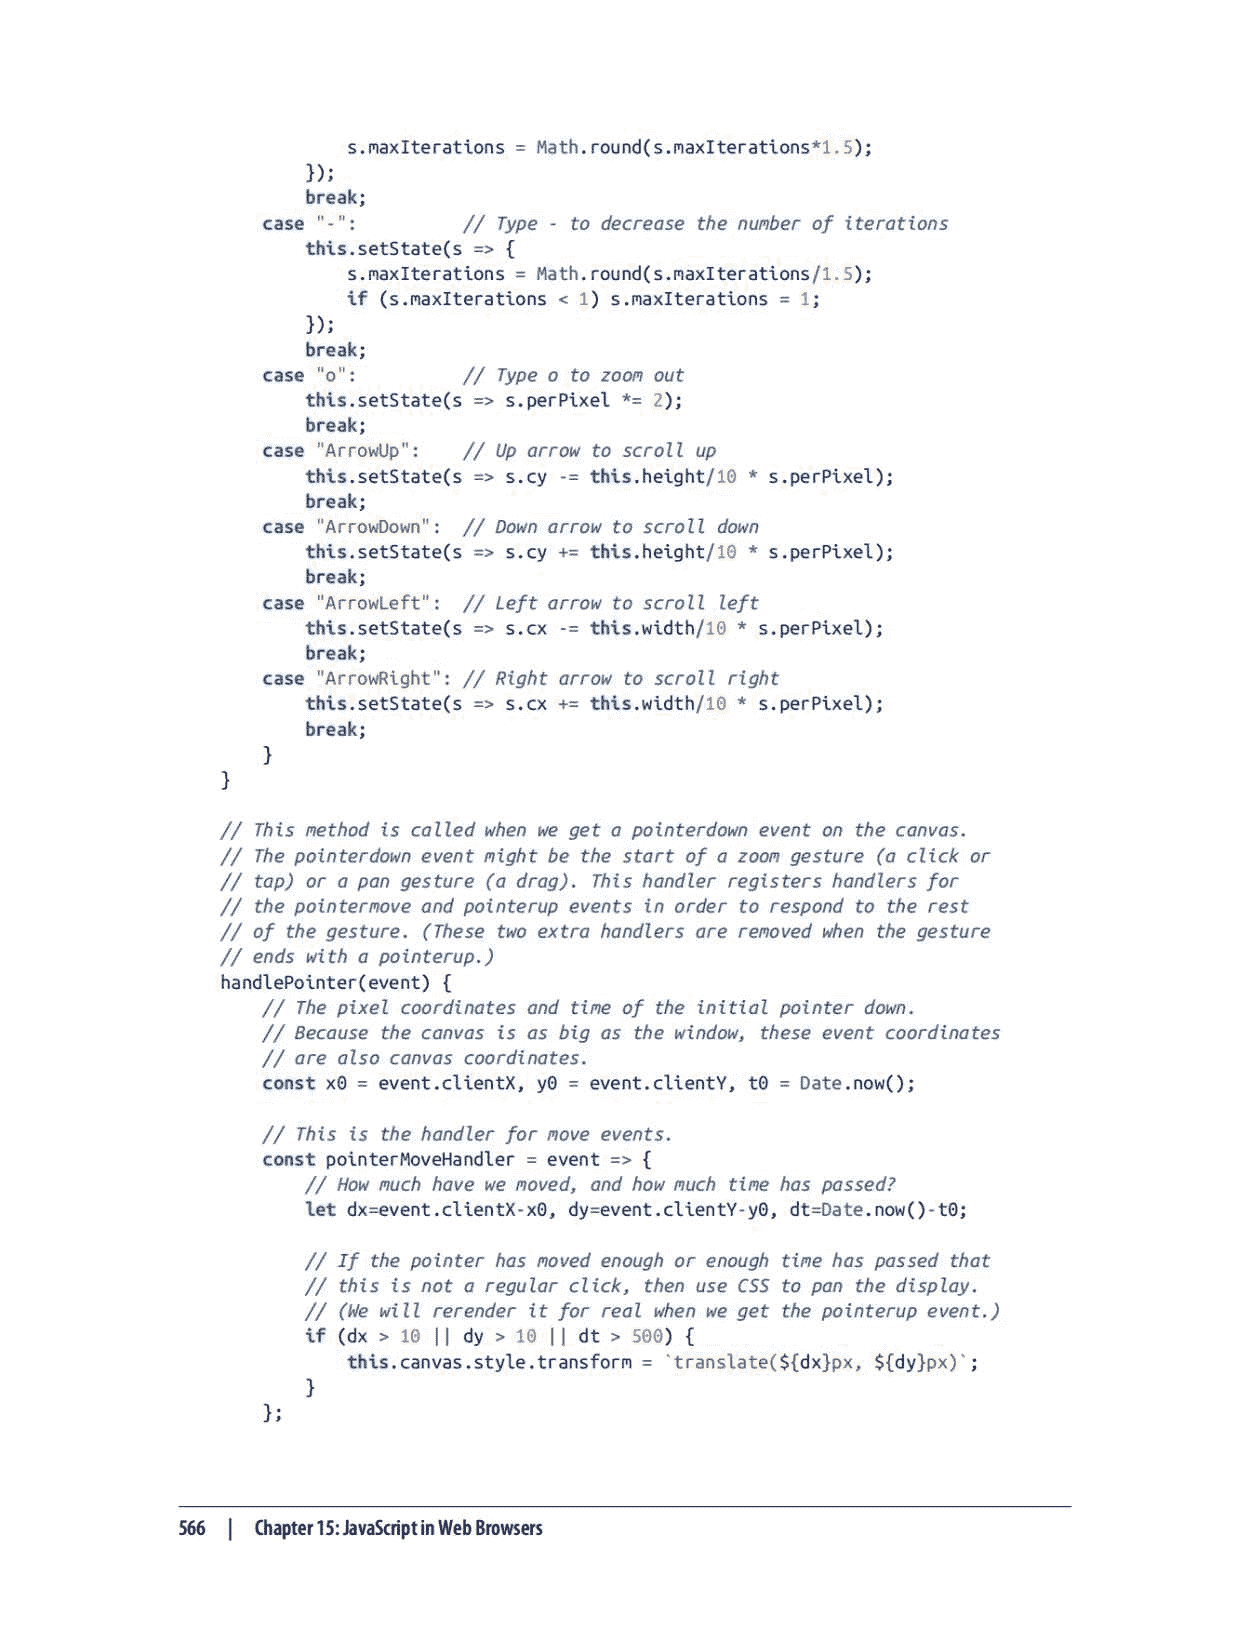 s.maxIterations = Math.round(s.maxIterations*1.5);
        });
        break;
    case "-":          // Type - to decrease the number of iterations
        this.setState(s => {
            s.maxIterations = Math.round(s.maxIterations/1.5);
            if (s.maxIterations < 1) s.maxIterations = 1;
        });
        break;
    case "o":          // Type o to zoom out
        this.setState(s => s.perPixel *= 2);
        break;
    case "ArrowUp":    // Up arrow to scroll up
        this.setState(s => s.cy -= this.height/10 * s.perPixel);
        break;
    case "ArrowDown":  // Down arrow to scroll down
        this.setState(s => s.cy += this.height/10 * s.perPixel);
        break;
    case "ArrowLeft":  // Left arrow to scroll left
        this.setState(s => s.cx -= this.width/10 * s.perPixel);
        break;
    case "ArrowRight": // Right arrow to scroll right
        this.setState(s => s.cx += this.width/10 * s.perPixel);
        break;
    }
}

// This method is called when we get a pointerdown event on the canvas.
// The pointerdown event might be the start of a zoom gesture (a click or
// tap) or a pan gesture (a drag). This handler registers handlers for
// the pointermove and pointerup events in order to respond to the rest
// of the gesture. (These two extra handlers are removed when the gesture
// ends with a pointerup.)
handlePointer(event) {
    // The pixel coordinates and time of the initial pointer down.
    // Because the canvas is as big as the window, these event coordinates
    // are also canvas coordinates.
    const x0 = event.clientX, y0 = event.clientY, t0 = Date.now();

    // This is the handler for move events.
    const pointerMoveHandler = event => {
        // How much have we moved, and how much time has passed?
        let dx=event.clientX-x0, dy=event.clientY-y0, dt=Date.now()-t0;

        // If the pointer has moved enough or enough time has passed that
        // this is not a regular click, then use CSS to pan the display.
        // (We will rerender it for real when we get the pointerup event.)
        if (dx > 10 || dy > 10 || dt > 500) {
            this.canvas.style.transform = `translate(${dx}px, ${dy}px)`;
        }
    };

566 | Chapter 15: JavaScript in Web Browsers